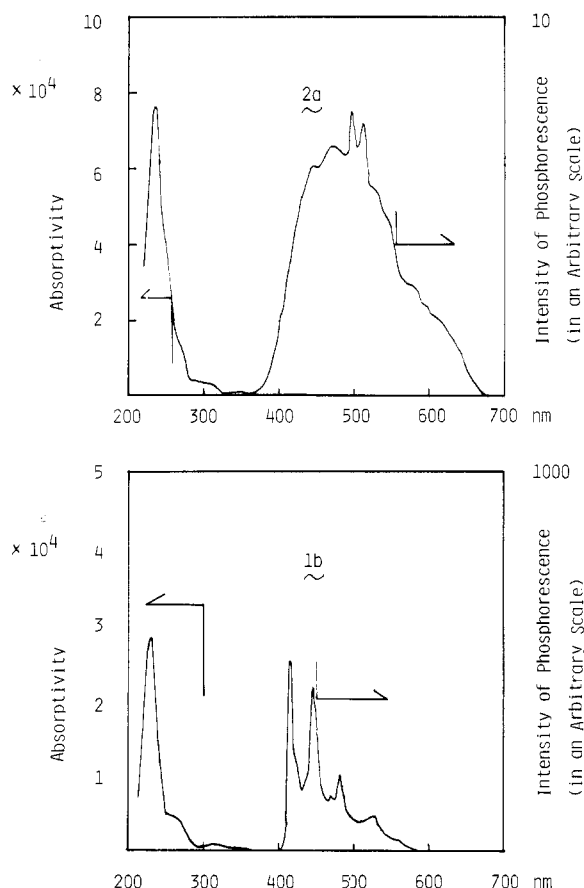 10
× 10⁴
8
6
4
2
Absorptivity
2a
10
Intensity of Phosphorescence
(in an Arbitrary Scale)
200 300 400 500 600 700 nm
5
× 10⁴
4
3
2
1
Absorptivity
1b
1000
Intensity of Phosphorescence
(in an Arbitrary Scale)
200 300 400 500 600 700 nm